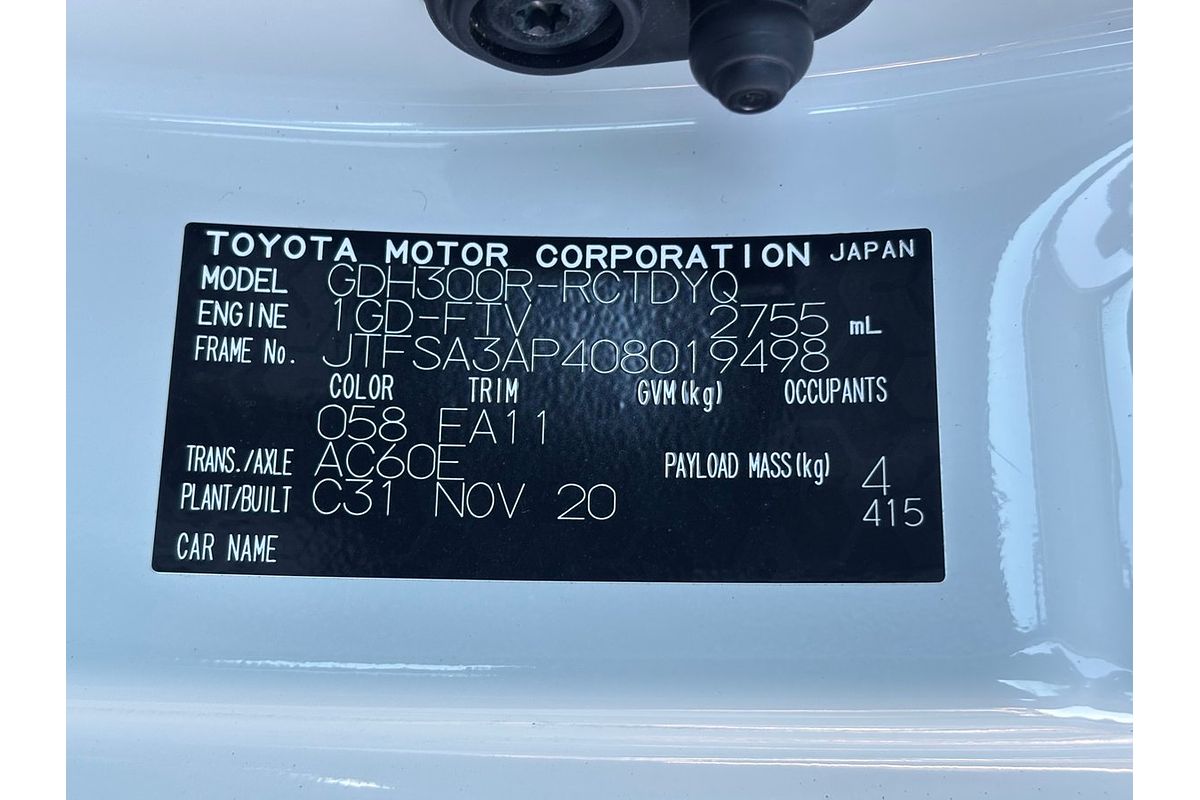 TOYOTA MOTOR CORPORATION JAPAN
MODEL GDH300R-RCTDYQ
ENGINE 1GD-FTV 2755 mL
FRAME No. JTFSA3AP408019498
COLOR TRIM GVM(kg) OCCUPANTS
058 EA11
TRANS./AXLE AC60E PAYLOAD MASS(kg) 4
PLANT/BUILT C31 NOV 20 415
CAR NAME